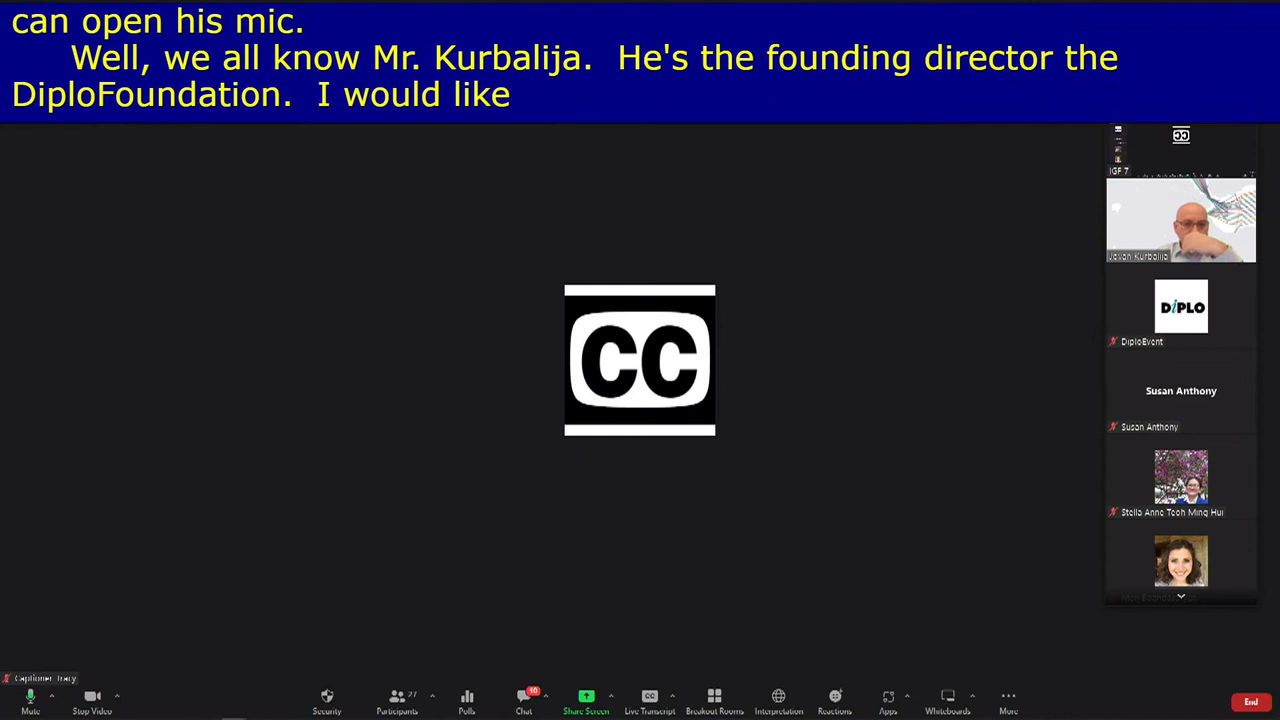 can open his mic.
Well, we all know Mr. Kurbalija.  He's the founding director the
DiploFoundation.  I would like
CC
IGF 7
Jovan Kurbalija
DiPLO
DiploEvent
CC
Susan Anthony
Susan Anthony
Stella Anne Teoh Ming Hui
Captioner Tracy
Mute
Stop Video
Security
27
Participants
Polls
10
Chat
Share Screen
CC
Live Transcript
Breakout Rooms
Interpretation
Reactions
Apps
Whiteboards
More
End